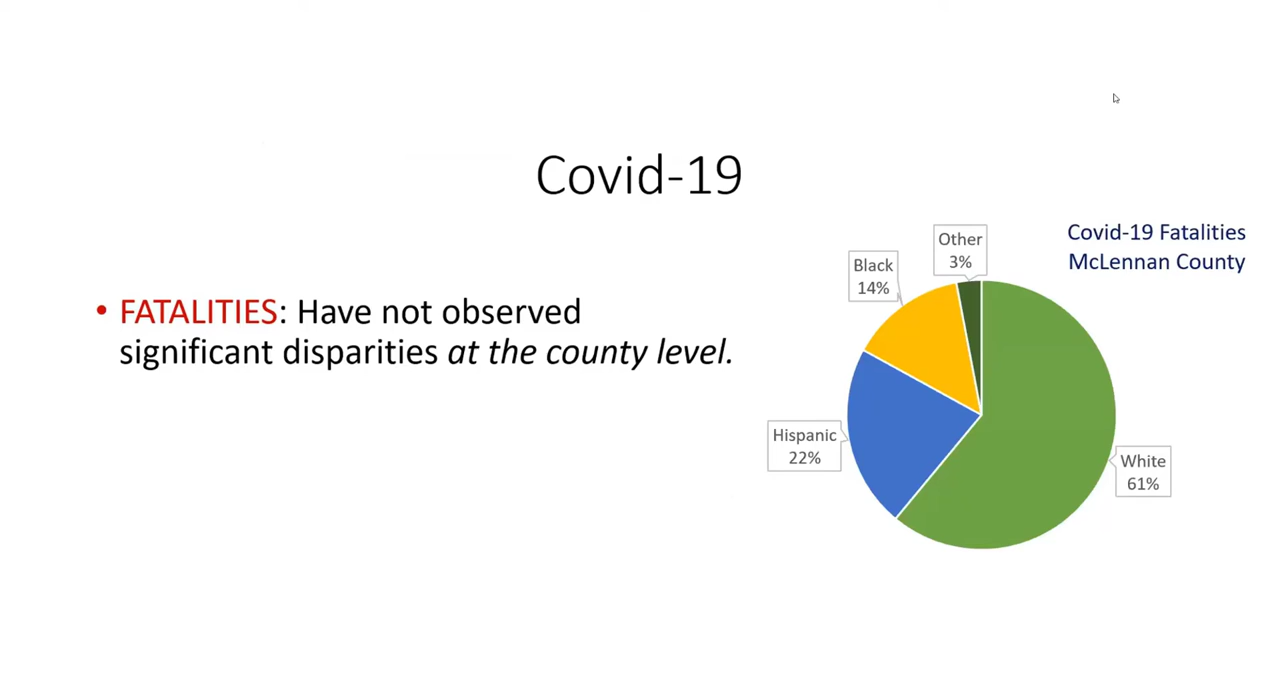 Covid-19
• FATALITIES: Have not observed
significant disparities at the county level.
Covid-19 Fatalities
McLennan County
Other
3%
Black
14%
Hispanic
22%
White
61%